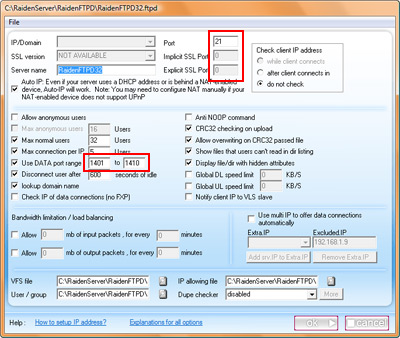 C:\RaidenServer\RaidenFTPD\RaidenFTPD32.ftpd
File
IP/Domain Port 21
SSL version NOT AVAILABLE Implicit SSL Port 0
Server name RaidenFTPD32 Explicit SSL Port 0
Check client IP address
while client connects
after client connects in
do not check
Auto IP: Even if your server uses a DHCP address or is behind a NAT-enabled
device, Auto-IP will work. Note: You may need to configure NAT manually if your
NAT-enabled device does not support UPnP
Allow anonymous users
Max anonymous users 16 Users
Max normal users 32 Users
Max connection per IP 5 Users
Use DATA port range 1401 to 1410
Disconnect user after 600 seconds of idle
lookup domain name
Check IP of data connections (no FXP)
Anti NOOP command
CRC32 checking on upload
Allow overwriting on CRC32 passed file
Show files that users can't read in dir listing
Display file/dir with hidden attributes
Global DL speed limit 0 KB/S
Global UL speed limit 0 KB/S
Notify client IP to VLS slave
Bandwidth limitation / load balancing
Allow 0 mb of input packets , for every 0 minutes
Allow 0 mb of output packets , for every 0 minutes
Use multi IP to offer data connections
automatically
Extra.IP Excluded.IP
192.168.1.9
Add srv.IP to Extra.IP Remove Extra.IP
VFS file C:\RaidenServer\RaidenFTPD\ IP allowing file C:\RaidenServer\RaidenFTPD\
User / group C:\RaidenServer\RaidenFTPD\ Dupe checker disabled More
Help : How to setup IP address? Explanations for all options
ok cancel